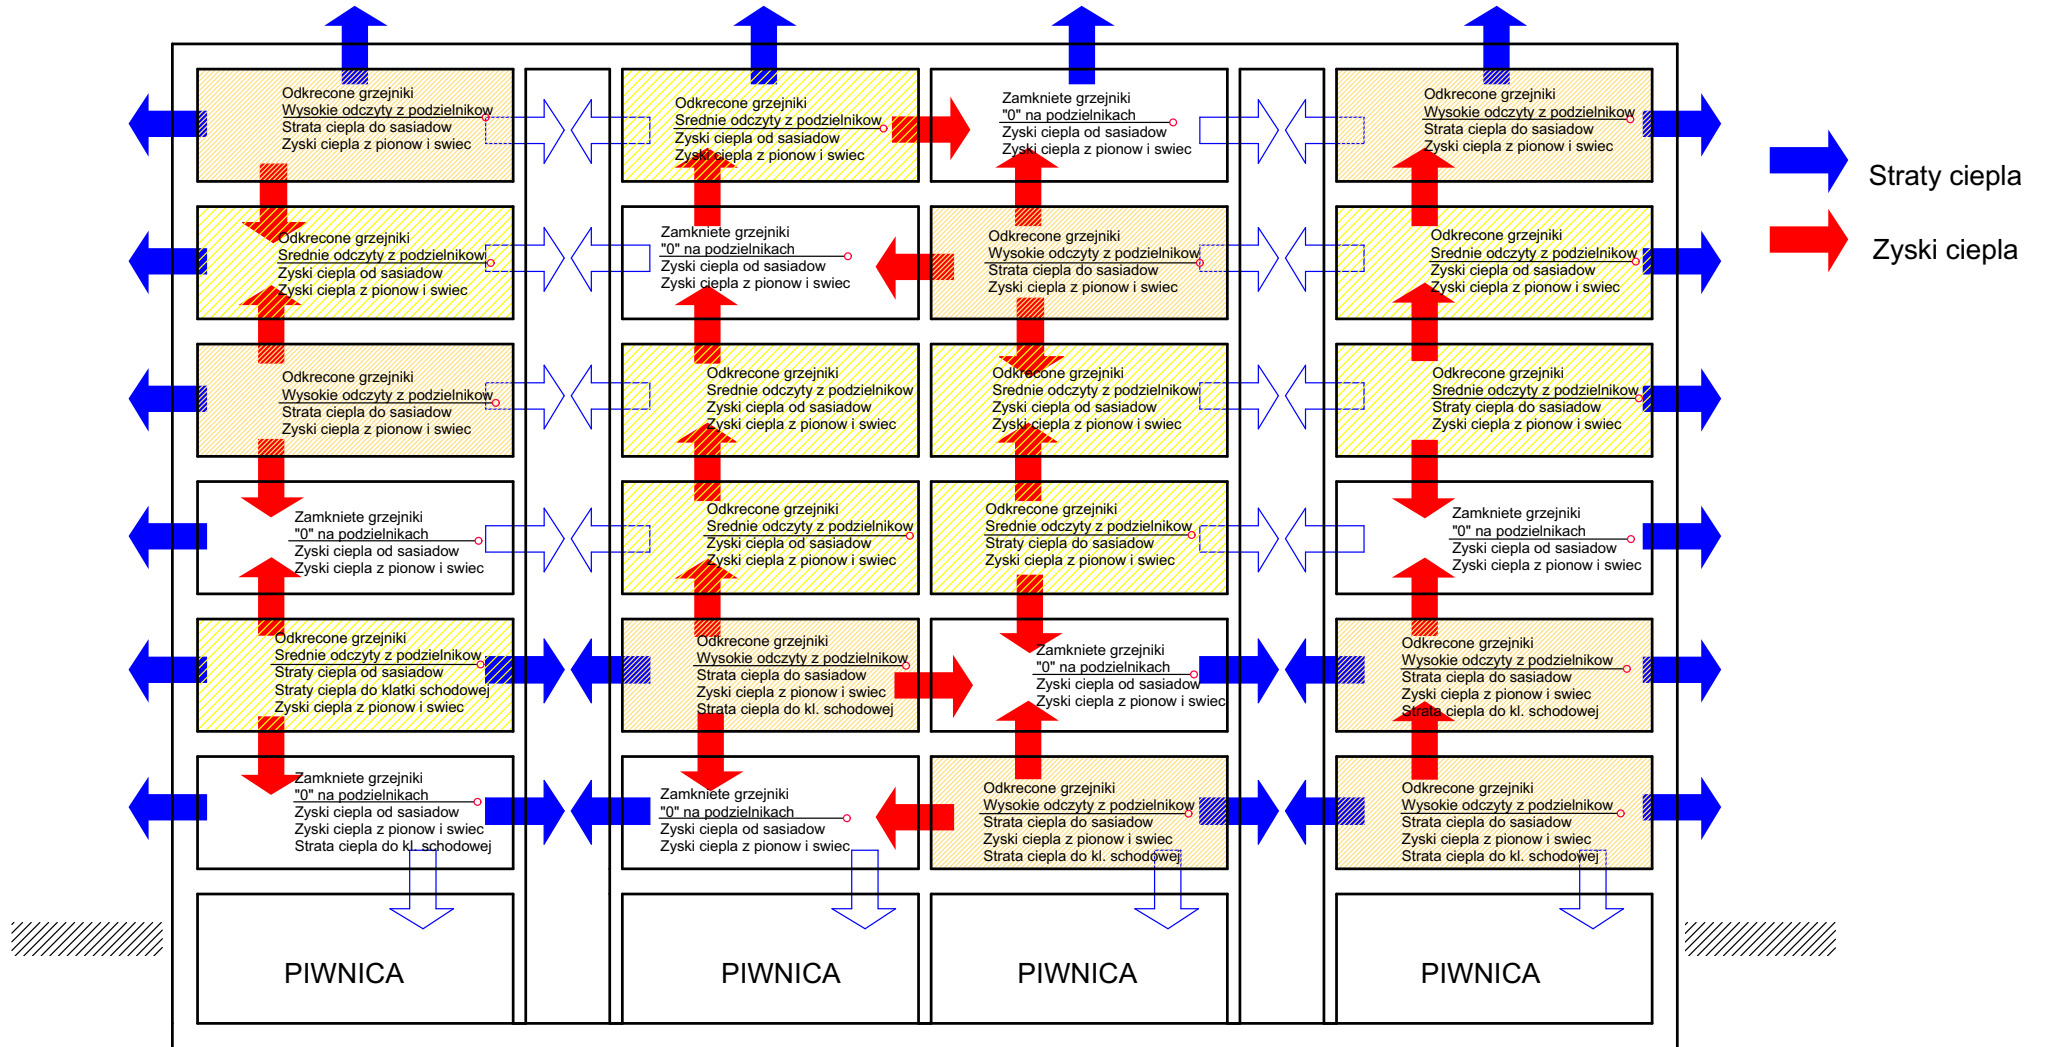 Odkrecone grzejniki
Wysokie odczyty z podzielnikow
Strata ciepla do sasiadow
Zyski ciepla z pionow i swiec
Odkrecone grzejniki
Srednie odczyty z podzielnikow
Zyski ciepla od sasiadow
Zyski ciepla z pionow i swiec
Zamkniete grzejniki
"0" na podzielnikach
Zyski ciepla od sasiadow
Zyski ciepla z pionow i swiec
Odkrecone grzejniki
Wysokie odczyty z podzielnikow
Strata ciepla do sasiadow
Zyski ciepla z pionow i swiec
Straty ciepla
Zyski ciepla
Odkrecone grzejniki
Srednie odczyty z podzielnikow
Zyski ciepla od sasiadow
Zyski ciepla z pionow i swiec
Zamkniete grzejniki
"0" na podzielnikach
Zyski ciepla od sasiadow
Zyski ciepla z pionow i swiec
Odkrecone grzejniki
Wysokie odczyty z podzielnikow
Strata ciepla do sasiadow
Zyski ciepla z pionow i swiec
Odkrecone grzejniki
Srednie odczyty z podzielnikow
Zyski ciepla od sasiadow
Zyski ciepla z pionow i swiec
Odkrecone grzejniki
Wysokie odczyty z podzielnikow
Strata ciepla do sasiadow
Zyski ciepla z pionow i swiec
Odkrecone grzejniki
Srednie odczyty z podzielnikow
Zyski ciepla od sasiadow
Zyski ciepla z pionow i swiec
Odkrecone grzejniki
Srednie odczyty z podzielnikow
Zyski ciepla od sasiadow
Zyski ciepla z pionow i swiec
Odkrecone grzejniki
Srednie odczyty z podzielnikow
Straty ciepla do sasiadow
Zyski ciepla z pionow i swiec
Zamkniete grzejniki
"0" na podzielnikach
Zyski ciepla od sasiadow
Zyski ciepla z pionow i swiec
Odkrecone grzejniki
Srednie odczyty z podzielnikow
Zyski ciepla od sasiadow
Zyski ciepla z pionow i swiec
Odkrecone grzejniki
Srednie odczyty z podzielnikow
Straty ciepla do sasiadow
Zyski ciepla z pionow i swiec
Zamkniete grzejniki
"0" na podzielnikach
Zyski ciepla od sasiadow
Zyski ciepla z pionow i swiec
Odkrecone grzejniki
Srednie odczyty z podzielnikow
Straty ciepla od sasiadow
Straty ciepla do klatki schodowej
Zyski ciepla z pionow i swiec
Odkrecone grzejniki
Wysokie odczyty z podzielnikow
Strata ciepla do sasiadow
Zyski ciepla z pionow i swiec
Strata ciepla do kl. schodowej
Zamkniete grzejniki
"0" na podzielnikach
Zyski ciepla od sasiadow
Zyski ciepla z pionow i swiec
Odkrecone grzejniki
Wysokie odczyty z podzielnikow
Strata ciepla do sasiadow
Zyski ciepla z pionow i swiec
Strata ciepla do kl. schodowej
Zamkniete grzejniki
"0" na podzielnikach
Zyski ciepla od sasiadow
Zyski ciepla z pionow i swiec
Strata ciepla do kl. schodowej
Zamkniete grzejniki
"0" na podzielnikach
Zyski ciepla od sasiadow
Zyski ciepla z pionow i swiec
Odkrecone grzejniki
Wysokie odczyty z podzielnikow
Strata ciepla do sasiadow
Zyski ciepla z pionow i swiec
Strata ciepla do kl. schodowej
Odkrecone grzejniki
Wysokie odczyty z podzielnikow
Strata ciepla do sasiadow
Zyski ciepla z pionow i swiec
Strata ciepla do kl. schodowej
PIWNICA
PIWNICA
PIWNICA
PIWNICA